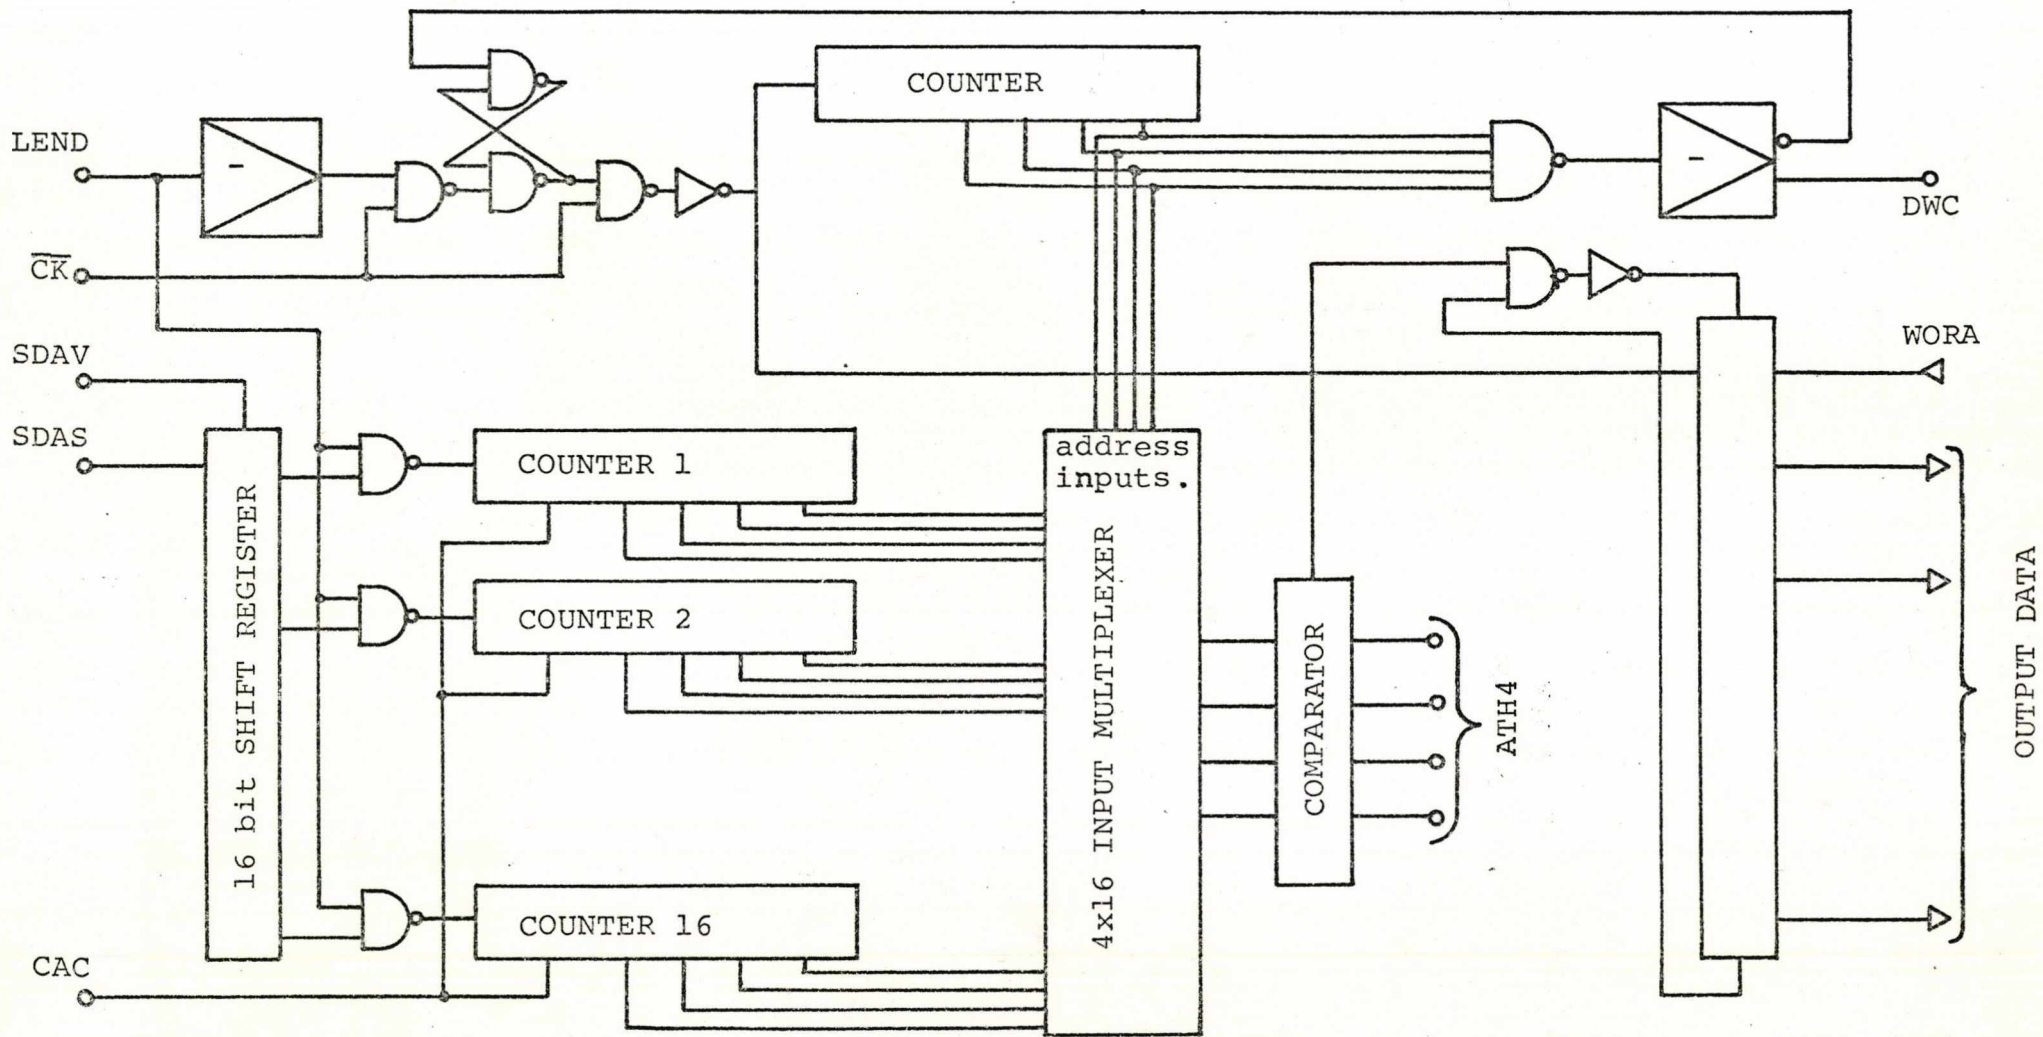 COUNTER
LEND
CK
DWC
SDAV
WORA
SDAS
COUNTER 1
address
inputs.
16 bit SHIFT REGISTER
4x16 INPUT MULTIPLEXER
COUNTER 2
COMPARATOR
ATH4
OUTPUT DATA
COUNTER 16
CAC